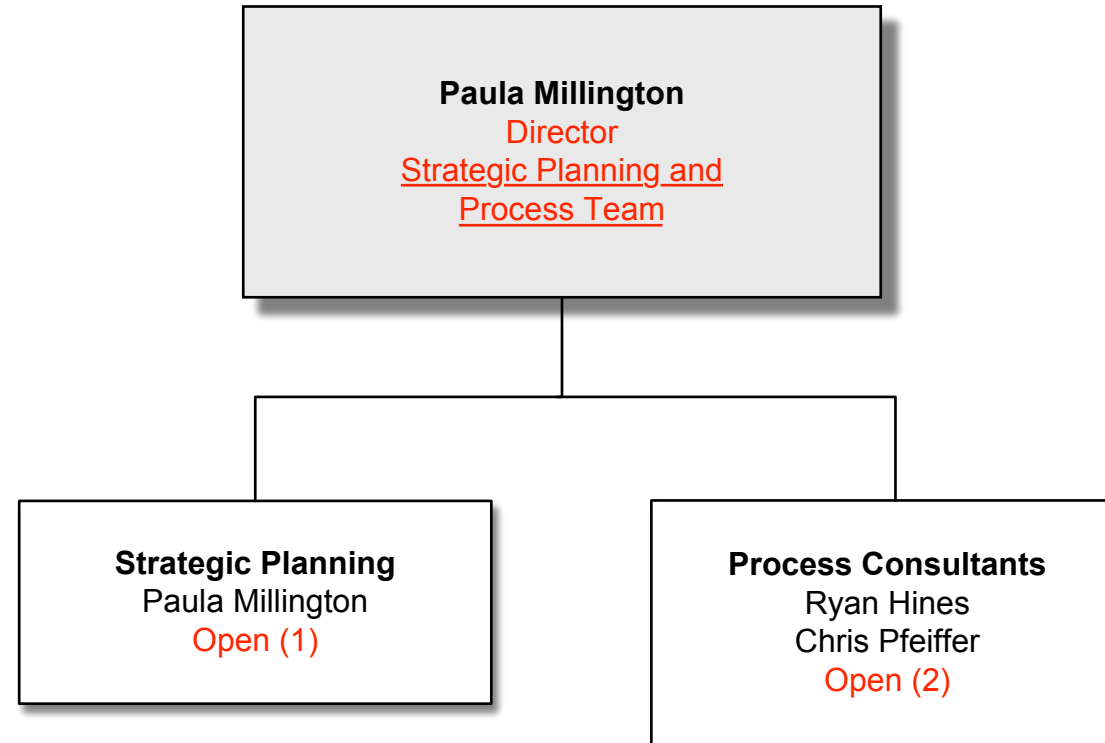 Paula Millington
Director
Strategic Planning and
Process Team
Strategic Planning
Paula Millington
Open (1)
Process Consultants
Ryan Hines
Chris Pfeiffer
Open (2)